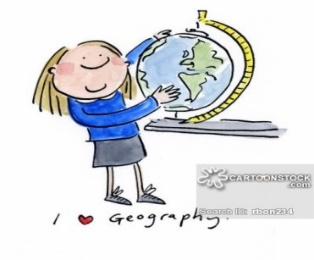 CARTOONSTOCK
.com
Search ID: rbon234
I ❤ Geography.